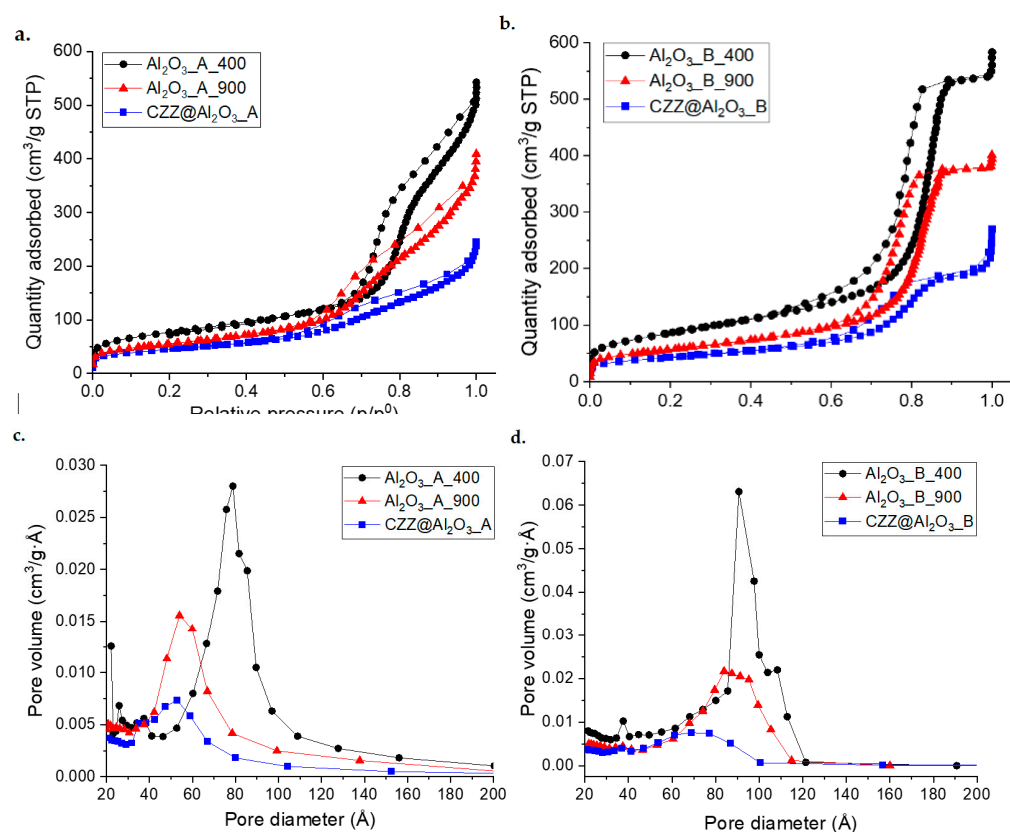 a.
Al₂O₃_A_400
Al₂O₃_A_900
CZZ@Al₂O₃_A
Quantity adsorbed (cm³/g STP)
600
500
400
300
200
100
0
0.0 0.2 0.4 0.6 0.8 1.0
Relative pressure (p/p⁰)
b.
Al₂O₃_B_400
Al₂O₃_B_900
CZZ@Al₂O₃_B
Quantity adsorbed (cm³/g STP)
600
500
400
300
200
100
0
0.0 0.2 0.4 0.6 0.8 1.0
c.
Al₂O₃_A_400
Al₂O₃_A_900
CZZ@Al₂O₃_A
Pore volume (cm³/g·Å)
0.030
0.025
0.020
0.015
0.010
0.005
0.000
20 40 60 80 100 120 140 160 180 200
Pore diameter (Å)
d.
Al₂O₃_B_400
Al₂O₃_B_900
CZZ@Al₂O₃_B
Pore volume (cm³/g·Å)
0.07
0.06
0.05
0.04
0.03
0.02
0.01
0.00
20 40 60 80 100 120 140 160 180 200
Pore diameter (Å)